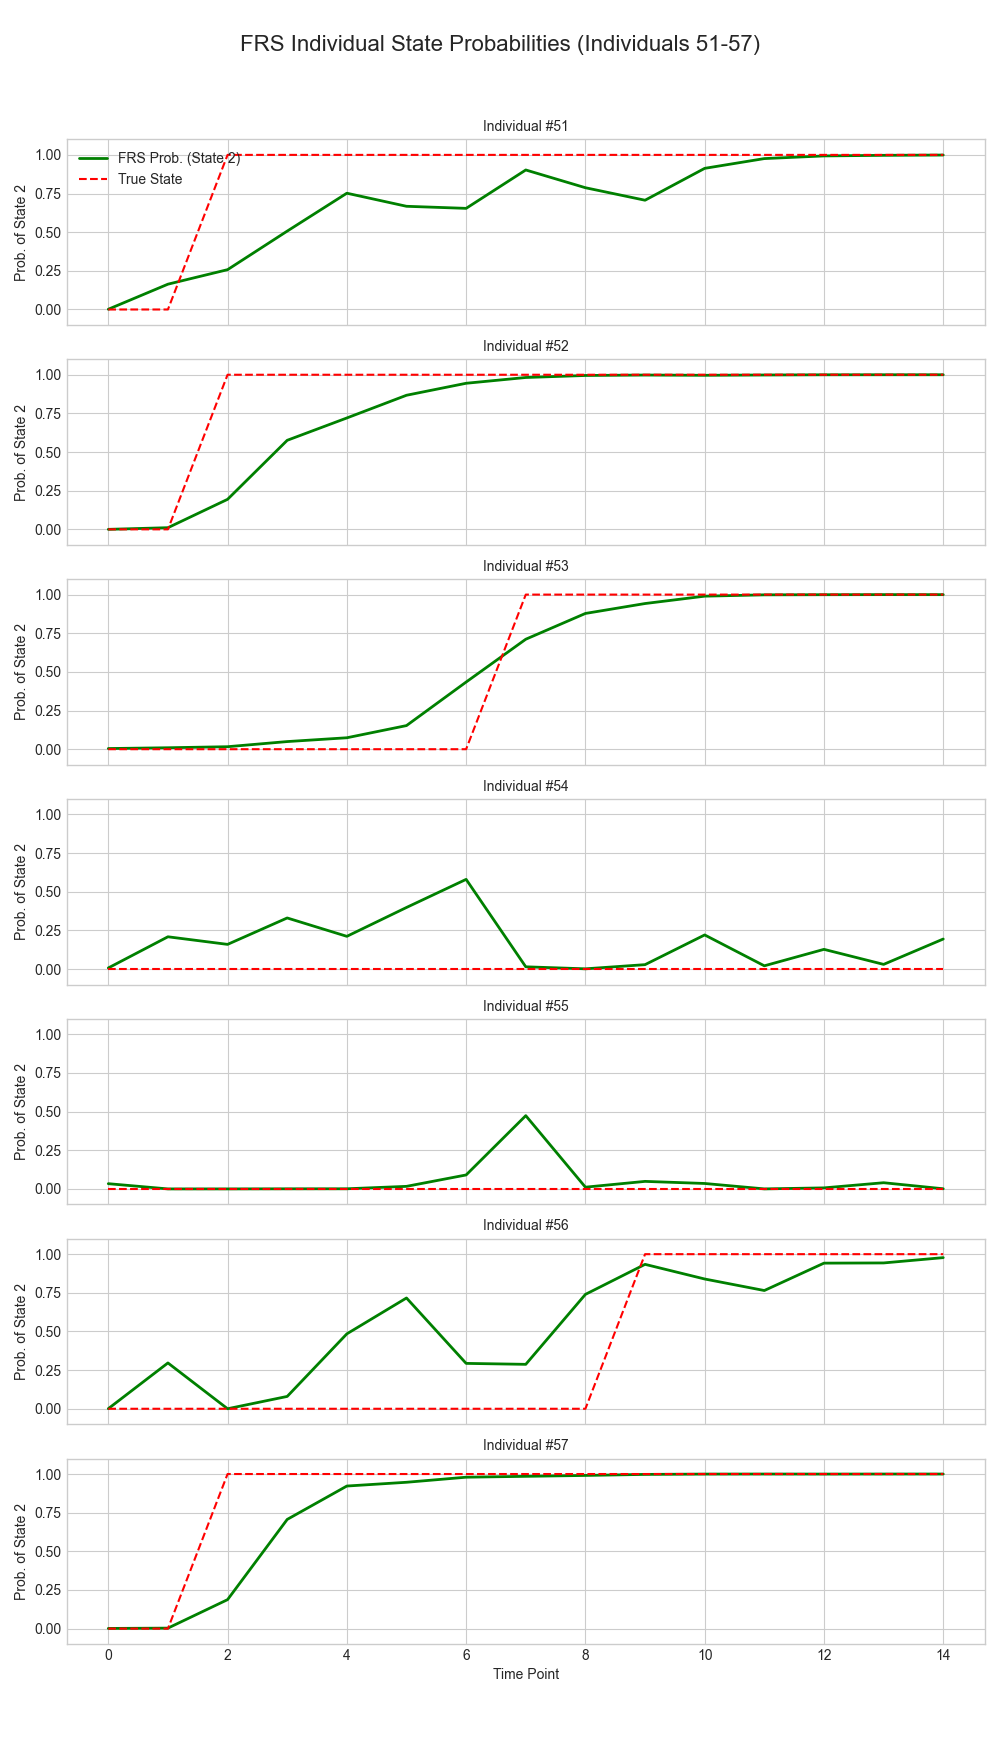 FRS Individual State Probabilities (Individuals 51-57)
Individual #51
FRS Prob. (State 2)
True State
Prob. of State 2
1.00
0.75
0.50
0.25
0.00
Individual #52
Prob. of State 2
1.00
0.75
0.50
0.25
0.00
Individual #53
Prob. of State 2
1.00
0.75
0.50
0.25
0.00
Individual #54
Prob. of State 2
1.00
0.75
0.50
0.25
0.00
Individual #55
Prob. of State 2
1.00
0.75
0.50
0.25
0.00
Individual #56
Prob. of State 2
1.00
0.75
0.50
0.25
0.00
Individual #57
Prob. of State 2
1.00
0.75
0.50
0.25
0.00
0 2 4 6 8 10 12 14
Time Point